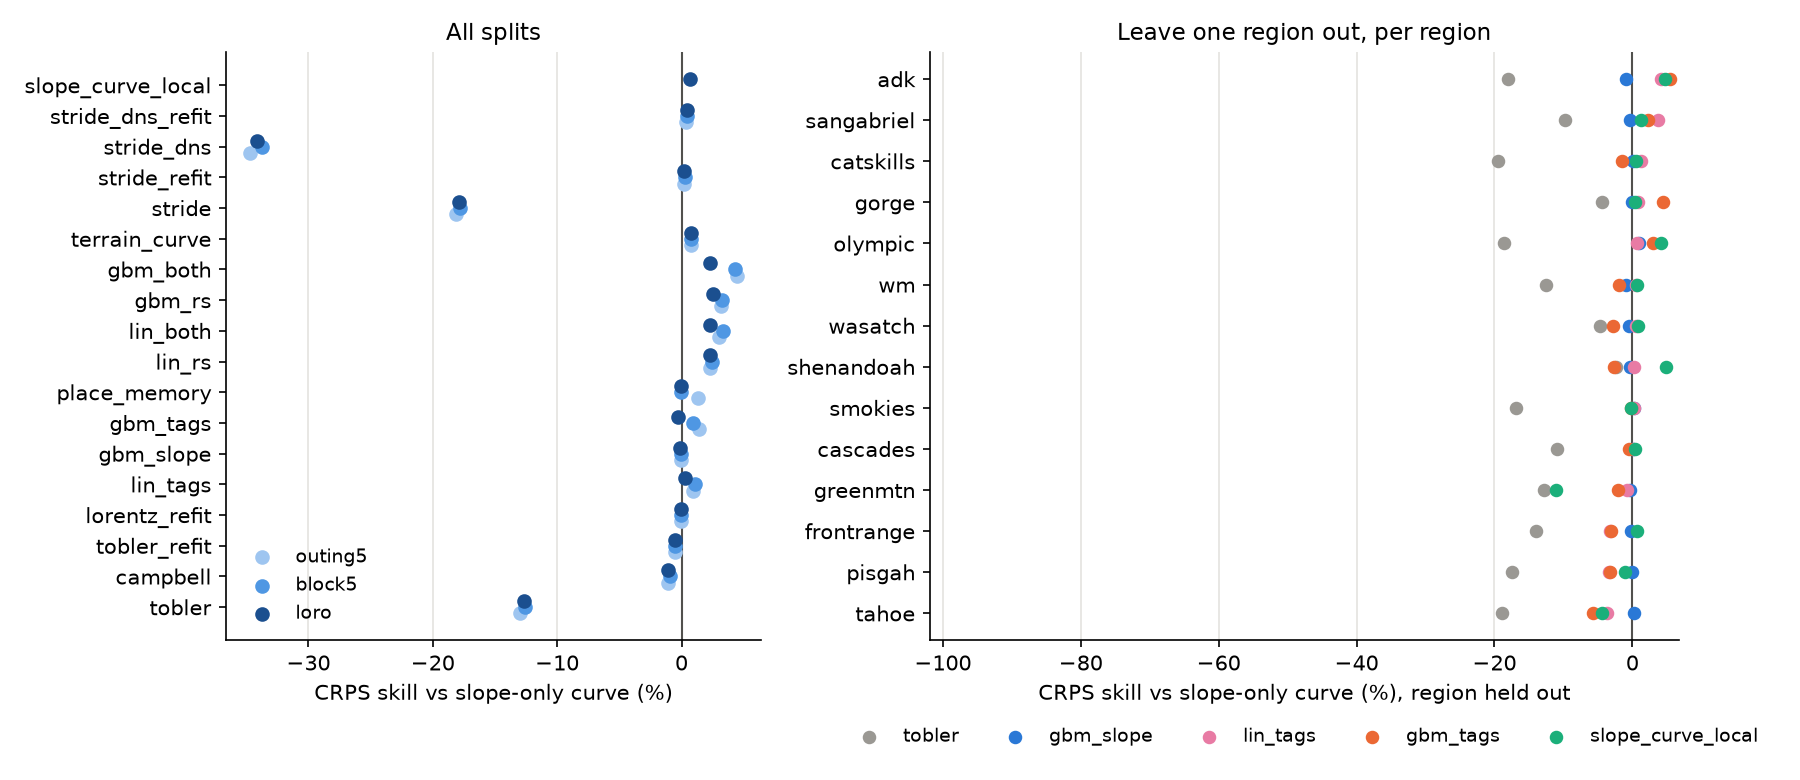 All splits
slope_curve_local
stride_dns_refit
stride_dns
stride_refit
stride
terrain_curve
gbm_both
gbm_rs
lin_both
lin_rs
place_memory
gbm_tags
gbm_slope
lin_tags
lorentz_refit
tobler_refit
campbell
tobler
outing5
block5
loro
−30 −20 −10 0
CRPS skill vs slope-only curve (%)
Leave one region out, per region
adk
sangabriel
catskills
gorge
olympic
wm
wasatch
shenandoah
smokies
cascades
greenmtn
frontrange
pisgah
tahoe
−100 −80 −60 −40 −20 0
CRPS skill vs slope-only curve (%), region held out
tobler gbm_slope lin_tags gbm_tags slope_curve_local